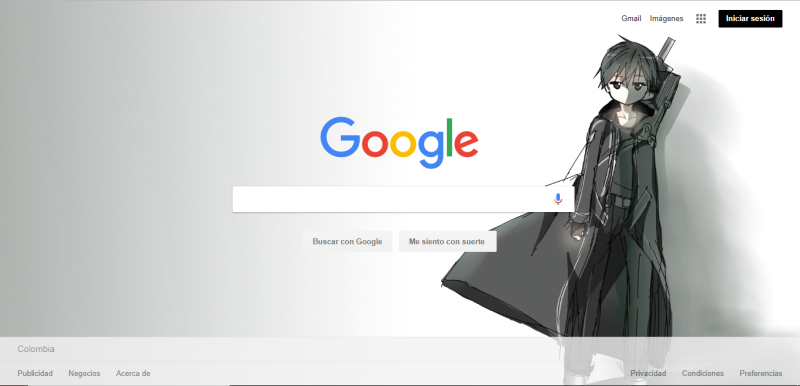 Gmail Imágenes Iniciar sesión
Google
Buscar con Google Me siento con suerte
Colombia
Publicidad Negocios Acerca de Privacidad Condiciones Preferencias